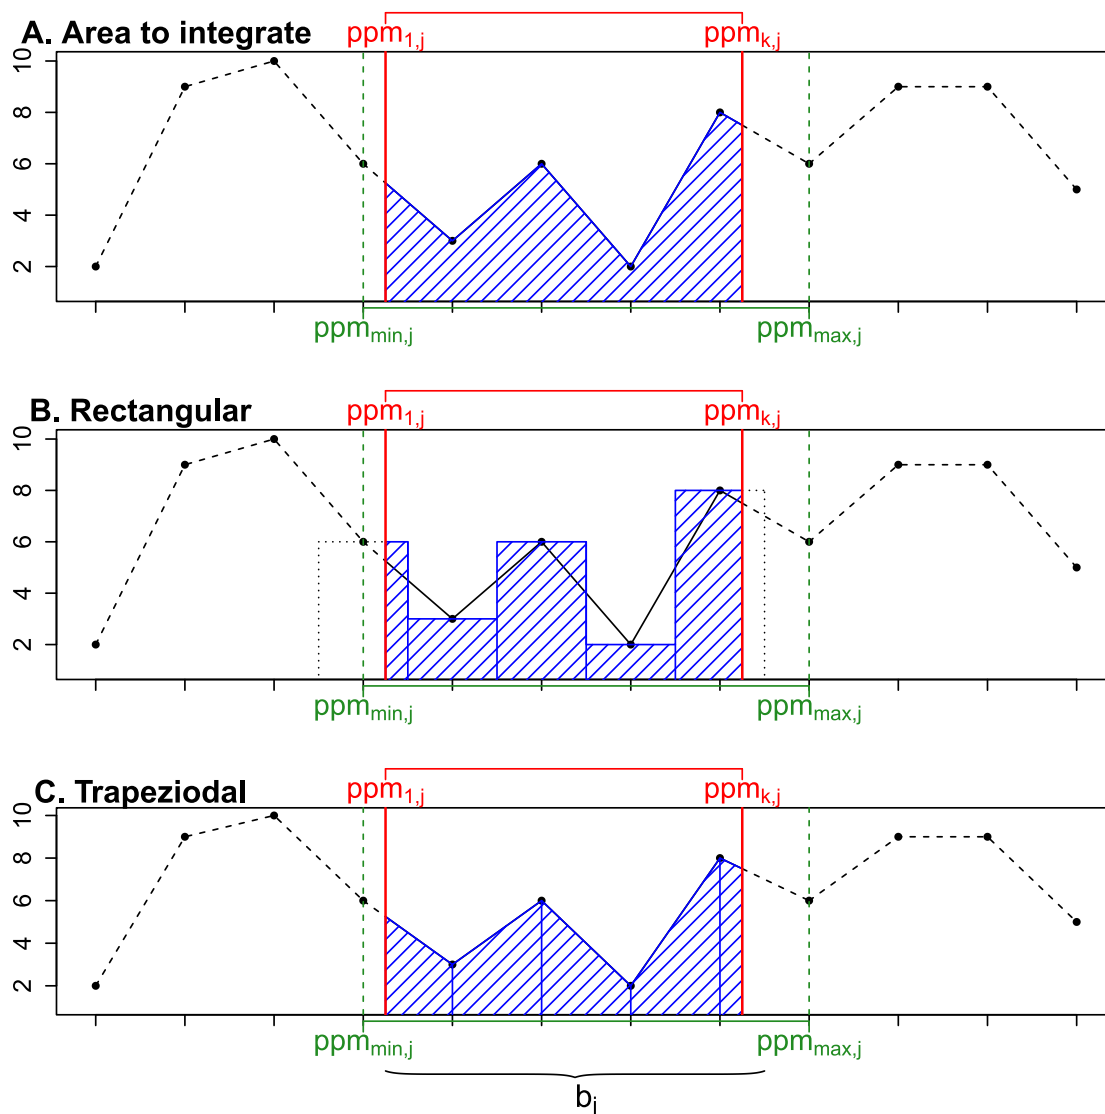 A. Area to integrate
ppm1,j ppmk,j
10
8
6
4
2
ppmmin,j ppmmax,j
B. Rectangular
ppm1,j ppmk,j
10
8
6
4
2
ppmmin,j ppmmax,j
C. Trapeziodal
ppm1,j ppmk,j
10
8
6
4
2
ppmmin,j ppmmax,j
bj